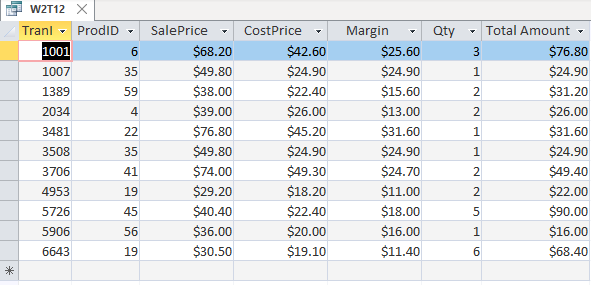 W2T12
TranI ProdID SalePrice CostPrice Margin Qty Total Amount
1001 6 $68.20 $42.60 $25.60 3 $76.80
1007 35 $49.80 $24.90 $24.90 1 $24.90
1389 59 $38.00 $22.40 $15.60 2 $31.20
2034 4 $39.00 $26.00 $13.00 2 $26.00
3481 22 $76.80 $45.20 $31.60 1 $31.60
3508 35 $49.80 $24.90 $24.90 1 $24.90
3706 41 $74.00 $49.30 $24.70 2 $49.40
4953 19 $29.20 $18.20 $11.00 2 $22.00
5726 45 $40.40 $22.40 $18.00 5 $90.00
5906 56 $36.00 $20.00 $16.00 1 $16.00
6643 19 $30.50 $19.10 $11.40 6 $68.40